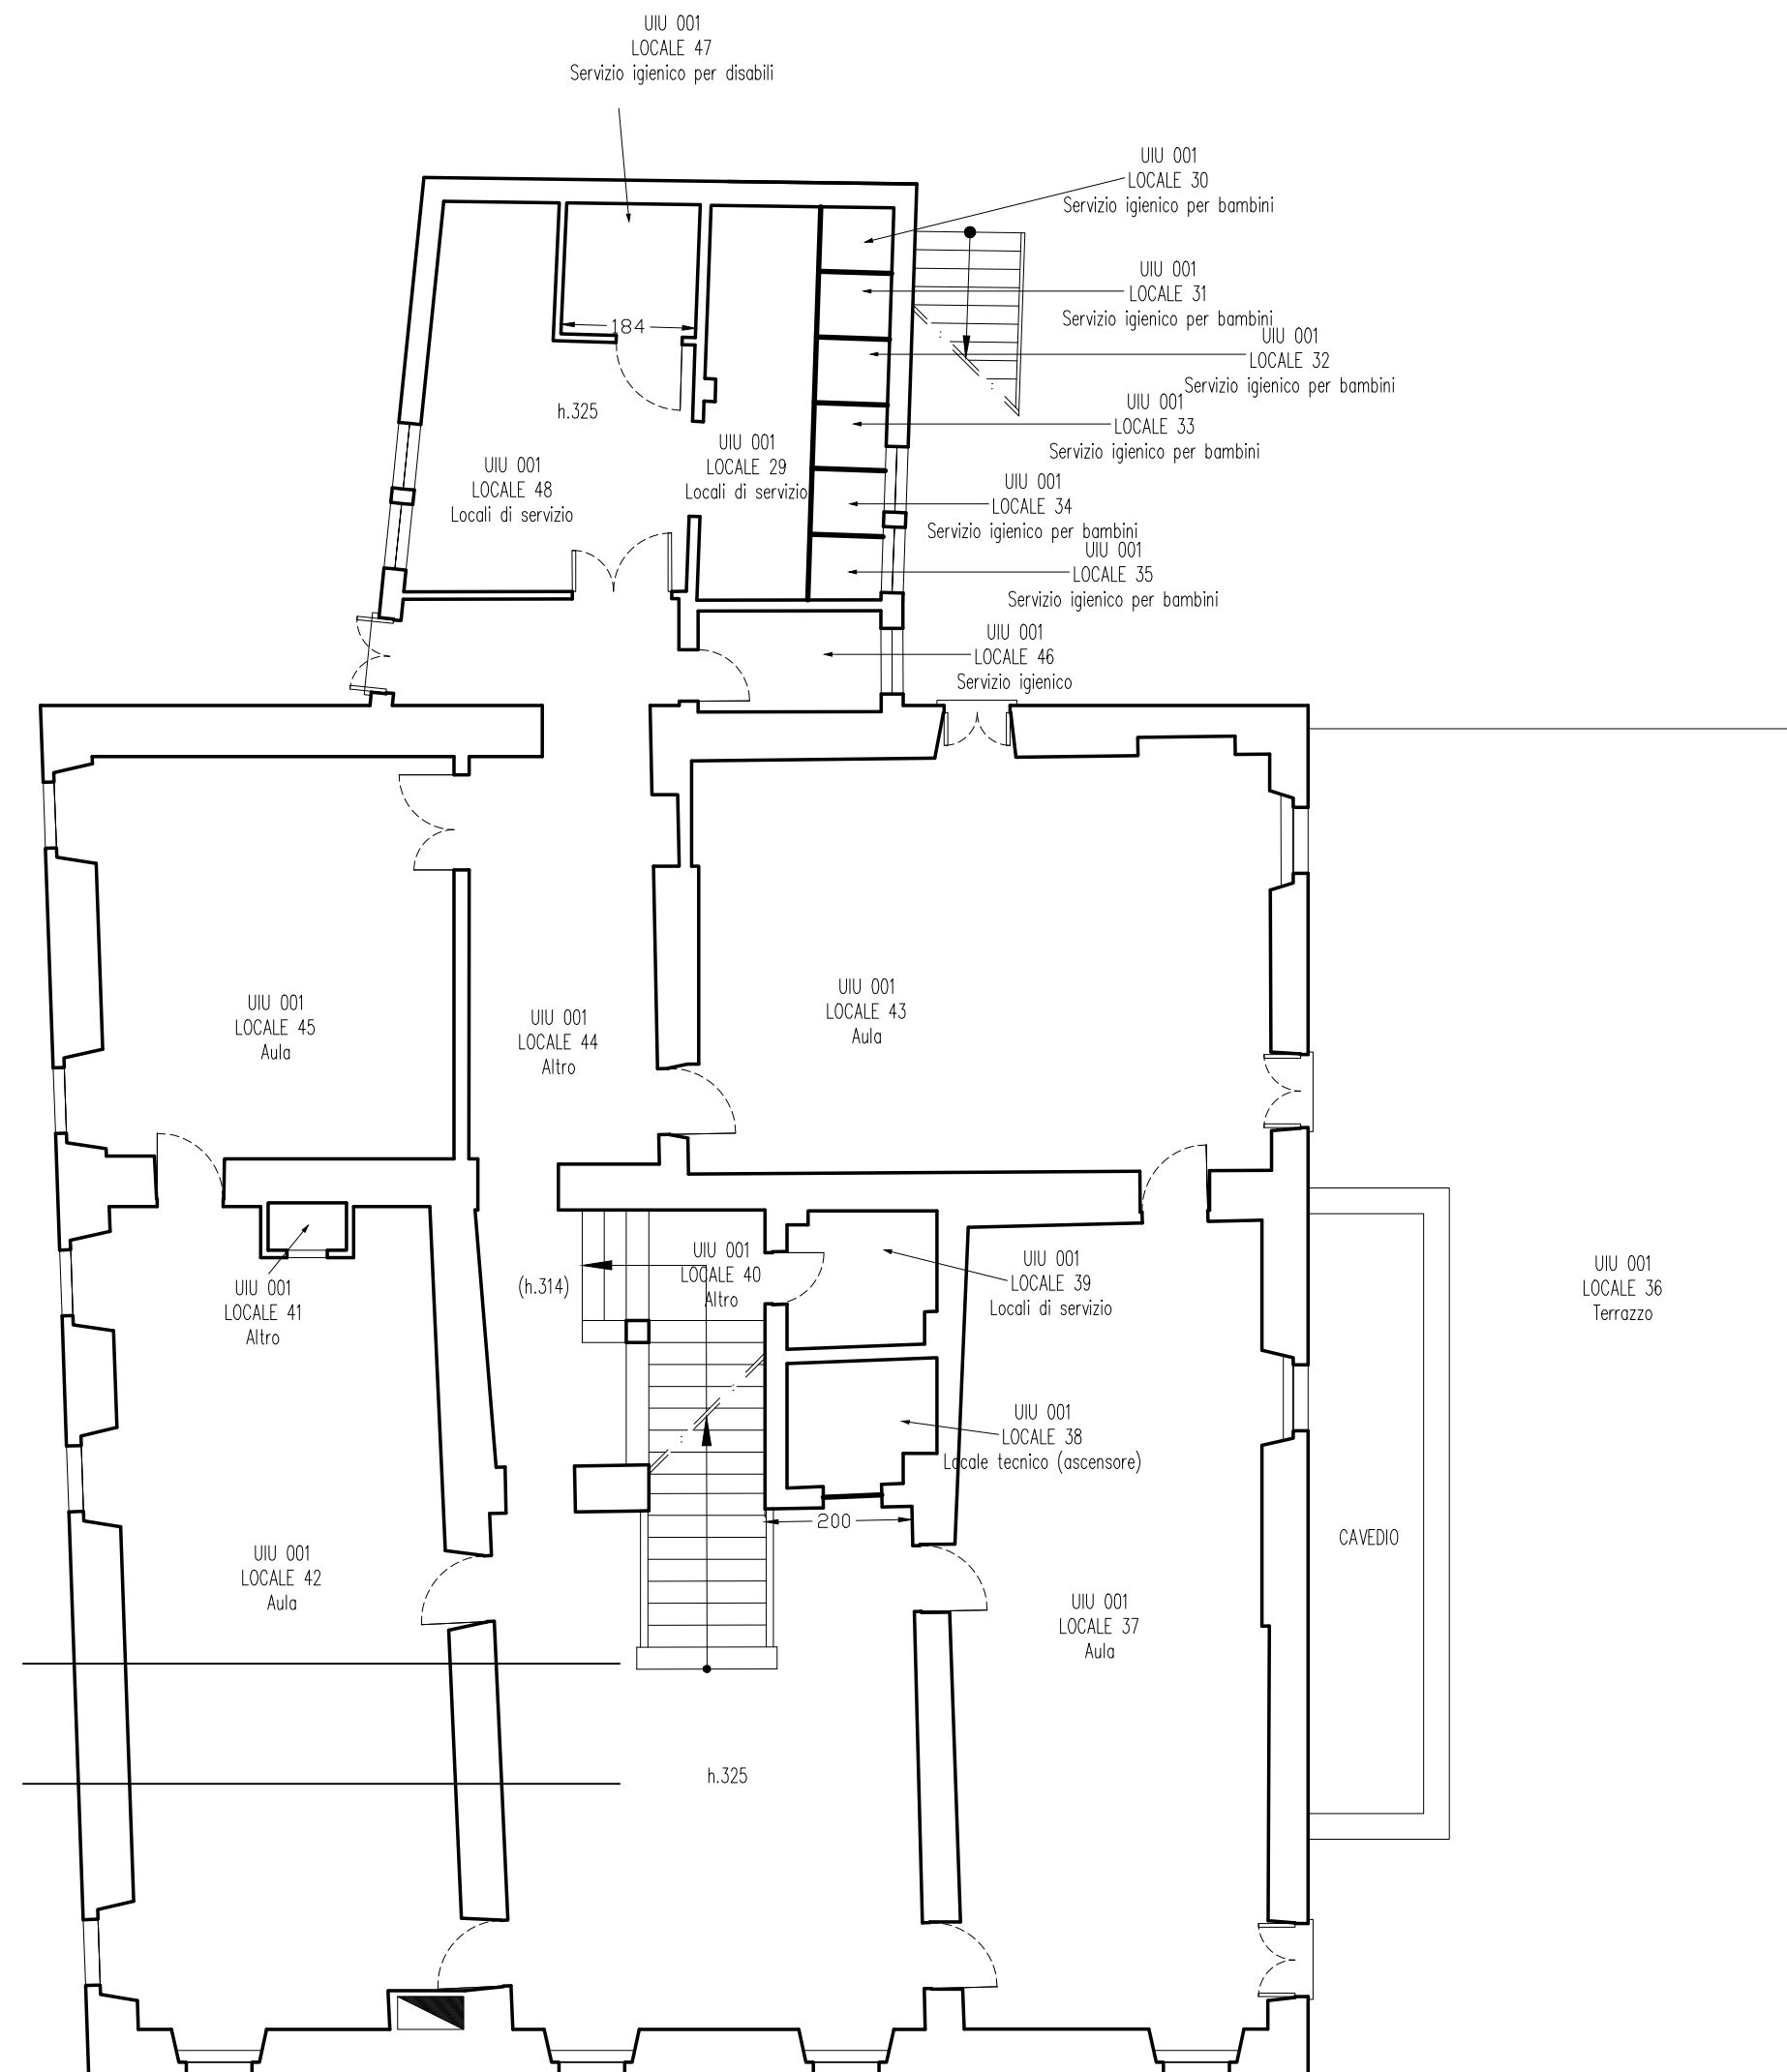 UIU 001
LOCALE 47
Servizio igienico per disabili
UIU 001
LOCALE 30
Servizio igienico per bambini
UIU 001
LOCALE 31
Servizio igienico per bambini
UIU 001
LOCALE 32
Servizio igienico per bambini
184
h.325
UIU 001
LOCALE 33
Servizio igienico per bambini
UIU 001
LOCALE 29
Locali di servizio
UIU 001
LOCALE 48
Locali di servizio
UIU 001
LOCALE 34
Servizio igienico per bambini
UIU 001
LOCALE 35
Servizio igienico per bambini
UIU 001
LOCALE 46
Servizio igienico
UIU 001
LOCALE 45
Aula
UIU 001
LOCALE 44
Altro
UIU 001
LOCALE 43
Aula
UIU 001
LOCALE 41
Altro
(h.314)
UIU 001
LOCALE 40
Altro
UIU 001
LOCALE 39
Locali di servizio
UIU 001
LOCALE 36
Terrazzo
UIU 001
LOCALE 38
Locale tecnico (ascensore)
200
CAVEDIO
UIU 001
LOCALE 42
Aula
UIU 001
LOCALE 37
Aula
h.325